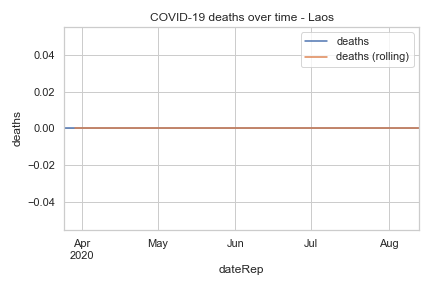 COVID-19 deaths over time - Laos
deaths
deaths (rolling)
deaths
0.04
0.02
0.00
−0.02
−0.04
Apr
2020
May
Jun
Jul
Aug
dateRep